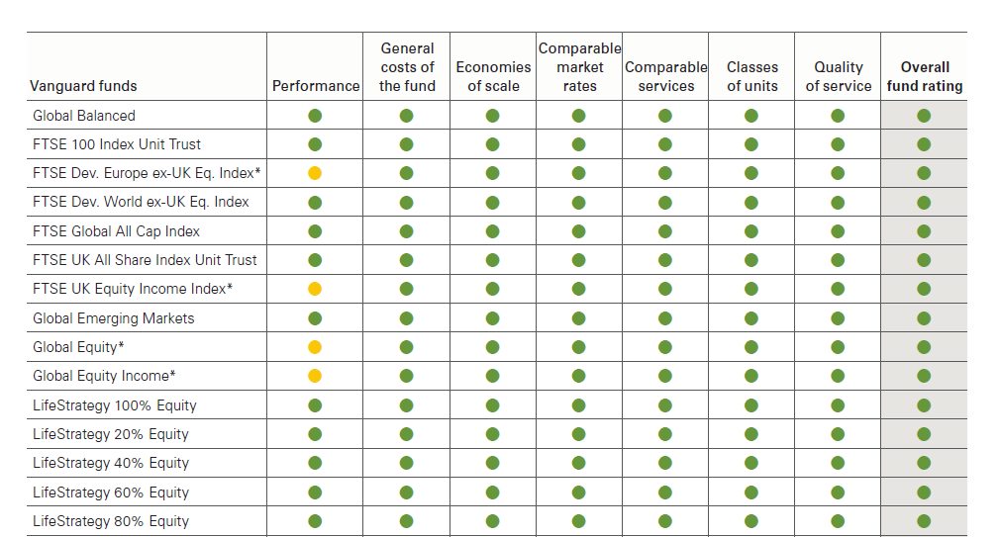 Vanguard funds Performance General costs of the fund Economies of scale Comparable market rates Comparable services Classes of units Quality of service Overall fund rating
Global Balanced
FTSE 100 Index Unit Trust
FTSE Dev. Europe ex-UK Eq. Index*
FTSE Dev. World ex-UK Eq. Index
FTSE Global All Cap Index
FTSE UK All Share Index Unit Trust
FTSE UK Equity Income Index*
Global Emerging Markets
Global Equity*
Global Equity Income*
LifeStrategy 100% Equity
LifeStrategy 20% Equity
LifeStrategy 40% Equity
LifeStrategy 60% Equity
LifeStrategy 80% Equity